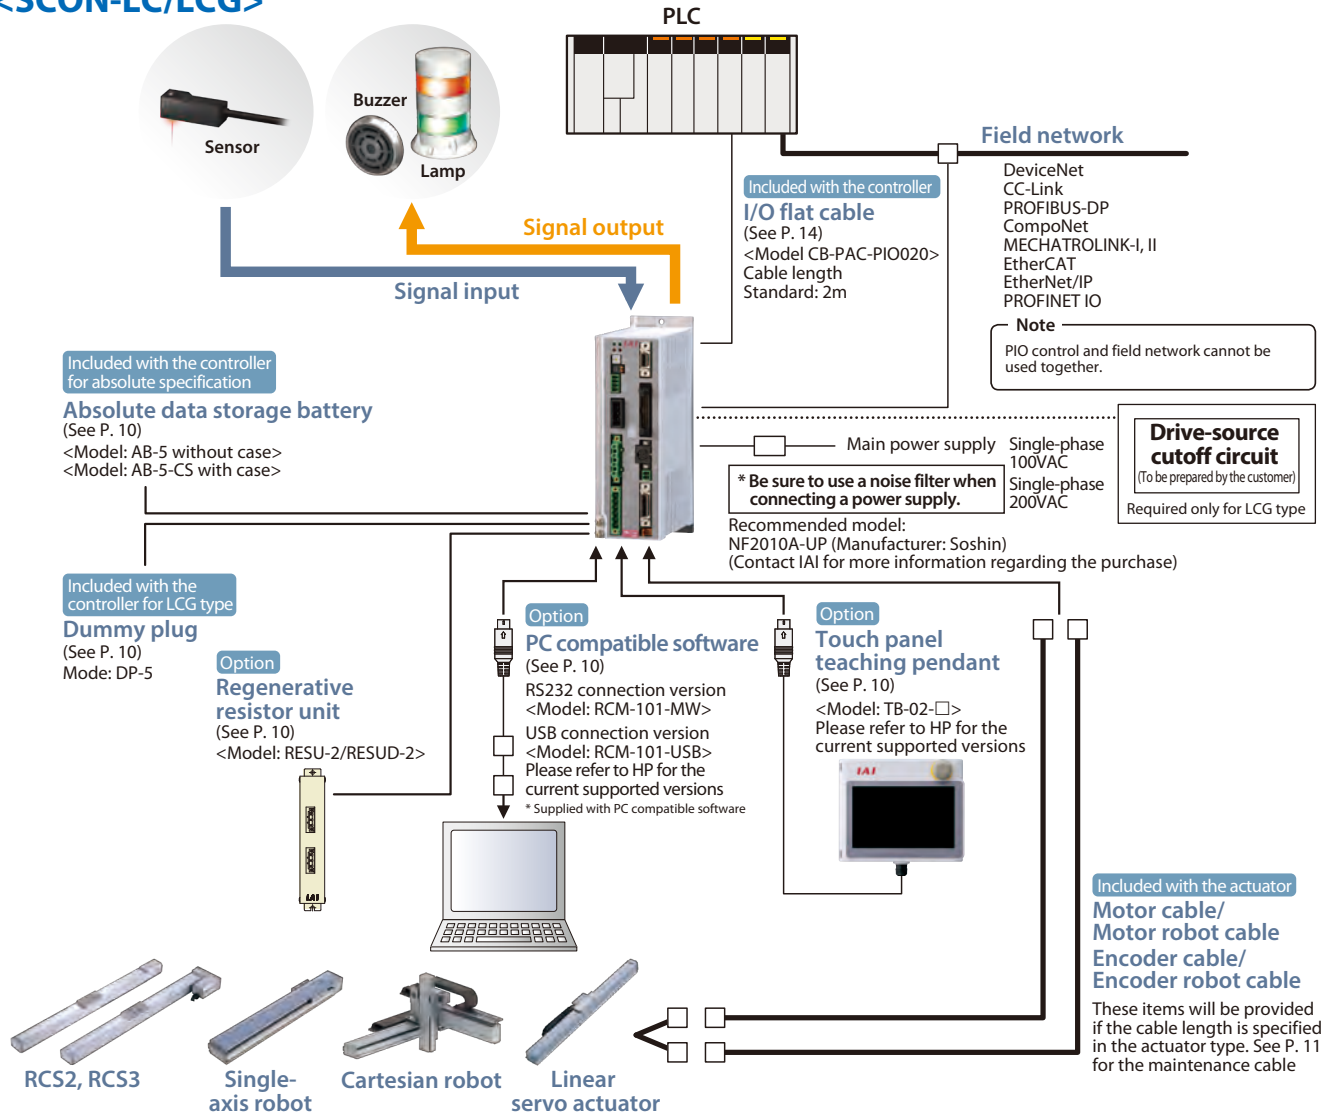 <SCON-LC/LCG>
PLC
Sensor
Buzzer
Lamp
Signal output
Signal input
Field network
DeviceNet
CC-Link
PROFIBUS-DP
CompoNet
MECHATROLINK-I, II
EtherCAT
EtherNet/IP
PROFINET IO
Note
PIO control and field network cannot be
used together.
Included with the controller
I/O flat cable
(See P. 14)
<Model CB-PAC-PIO020>
Cable length
Standard: 2m
Included with the controller
for absolute specification
Absolute data storage battery
(See P. 10)
<Model: AB-5 without case>
<Model: AB-5-CS with case>
IAI
Main power supply
Single-phase
100VAC
Single-phase
200VAC
Drive-source
cutoff circuit
(To be prepared by the customer)
Required only for LCG type
* Be sure to use a noise filter when
connecting a power supply.
Recommended model:
NF2010A-UP (Manufacturer: Soshin)
(Contact IAI for more information regarding the purchase)
Included with the
controller for LCG type
Dummy plug
(See P. 10)
Mode: DP-5
Option
Regenerative
resistor unit
(See P. 10)
<Model: RESU-2/RESUD-2>
IAI
Option
PC compatible software
(See P. 10)
RS232 connection version
<Model: RCM-101-MW>
USB connection version
<Model: RCM-101-USB>
Please refer to HP for the
current supported versions
* Supplied with PC compatible software
Option
Touch panel
teaching pendant
(See P. 10)
<Model: TB-02-□>
Please refer to HP for the
current supported versions
IAI
Included with the actuator
Motor cable/
Motor robot cable
Encoder cable/
Encoder robot cable
These items will be provided
if the cable length is specified
in the actuator type. See P. 11
for the maintenance cable
RCS2, RCS3
Single-
axis robot
Cartesian robot
Linear
servo actuator